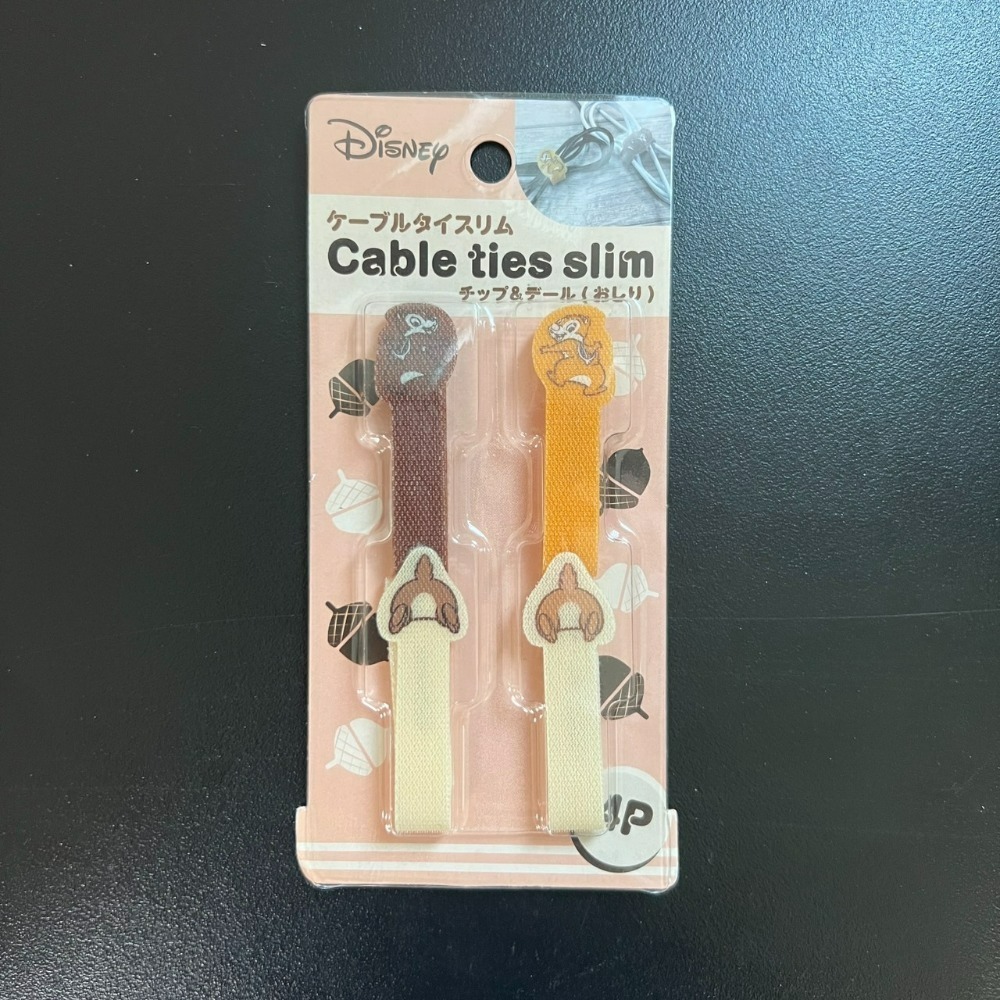 DISNEY
ケーブルタイスリム
Cable ties slim
チップ&デール(おしり)
4P